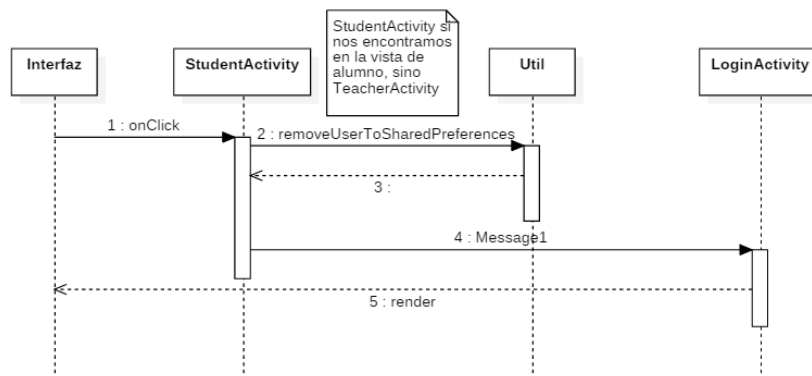 StudentActivity si
nos encontramos
en la vista de
alumno, sino
TeacherActivity
Interfaz
StudentActivity
Util
LoginActivity
1 : onClick
2 : removeUserToSharedPreferences
3 :
4 : Message1
5 : render